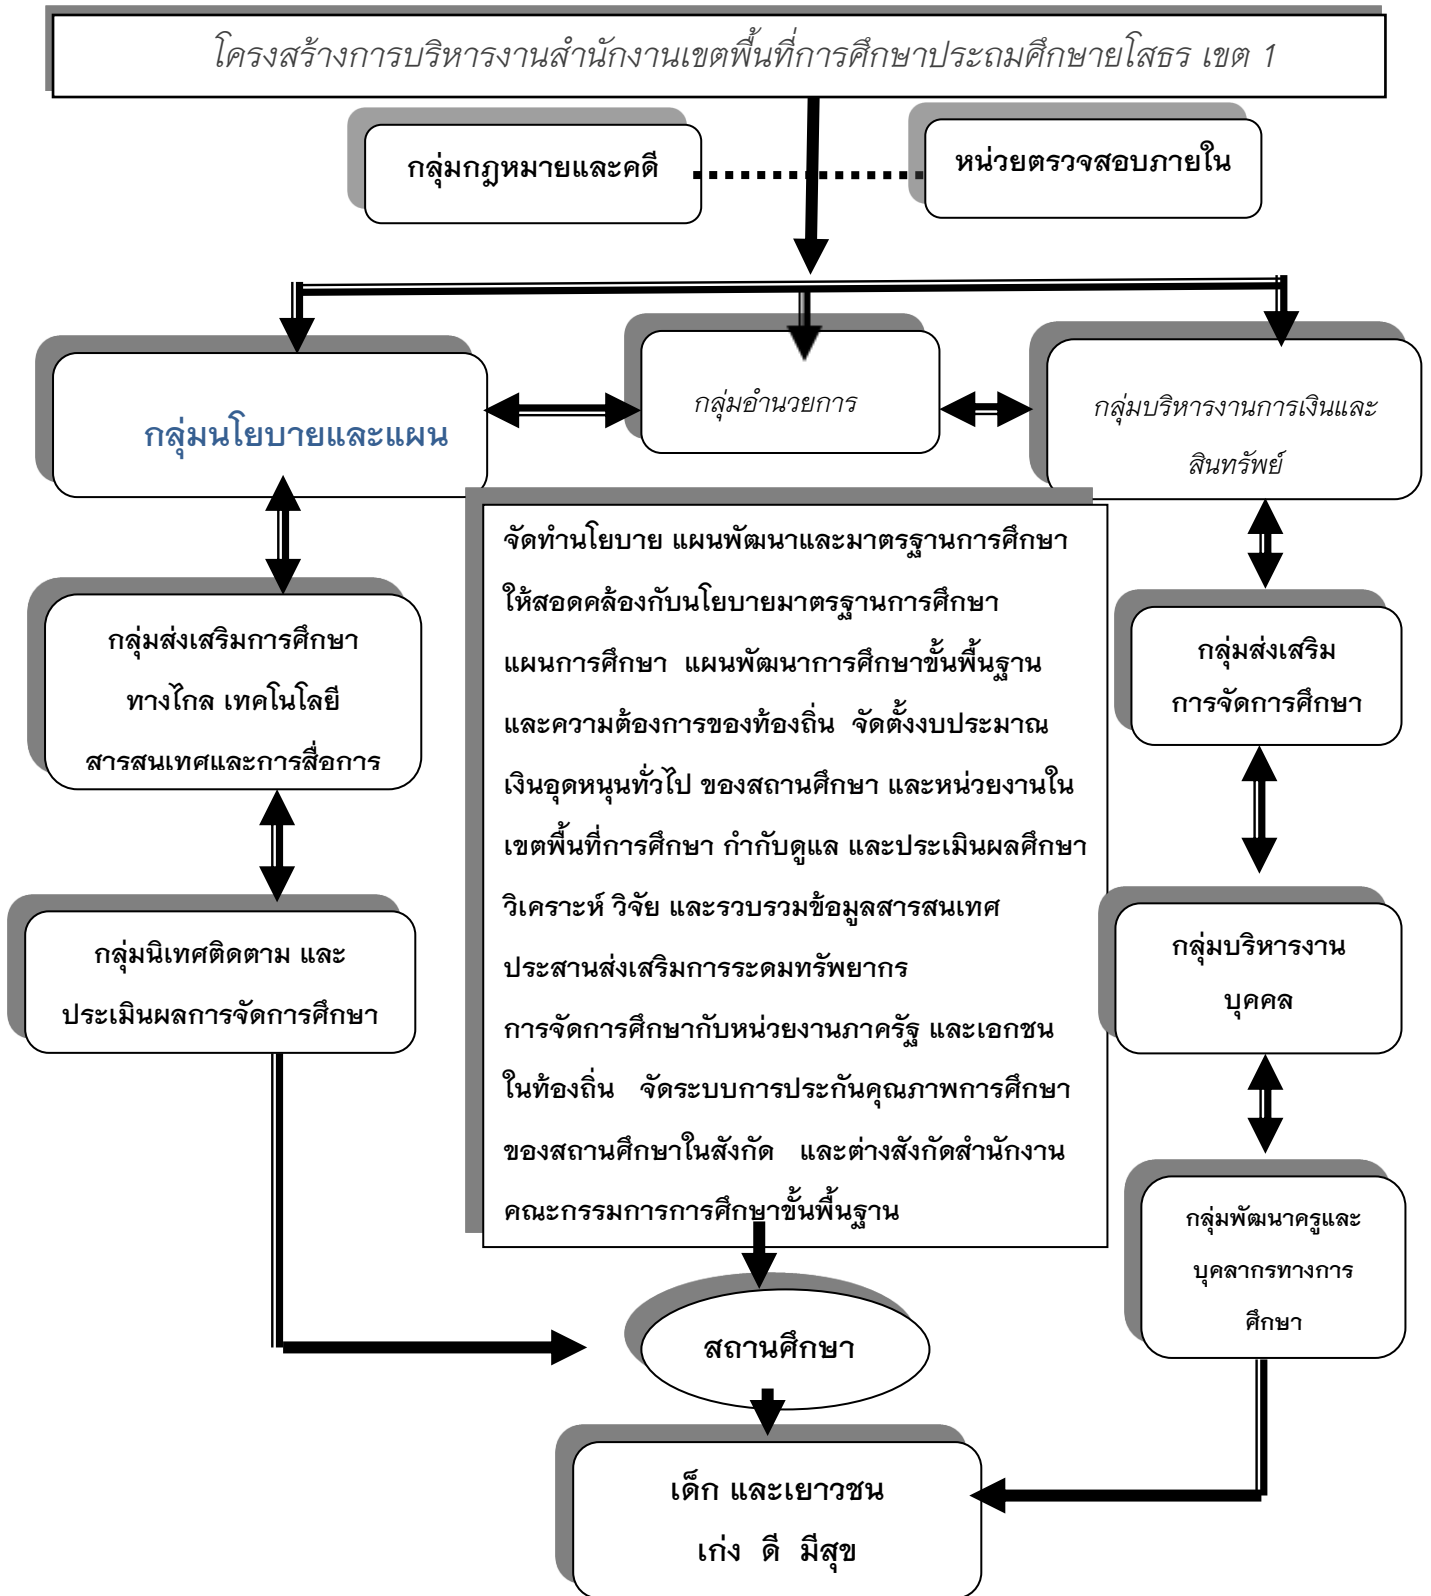 โครงสร้างการบริหารงานสำนักงานเขตพื้นที่การศึกษาประถมศึกษายโสธร เขต 1
กลุ่มกฎหมายและคดี
หน่วยตรวจสอบภายใน
กลุ่มนโยบายและแผน
กลุ่มอำนวยการ
กลุ่มบริหารงานการเงินและ
สินทรัพย์
จัดทำนโยบาย แผนพัฒนาและมาตรฐานการศึกษา
ให้สอดคล้องกับนโยบายมาตรฐานการศึกษา
แผนการศึกษา แผนพัฒนาการศึกษาขั้นพื้นฐาน
และความต้องการของท้องถิ่น จัดตั้งงบประมาณ
เงินอุดหนุนทั่วไป ของสถานศึกษา และหน่วยงานใน
เขตพื้นที่การศึกษา กำกับดูแล และประเมินผลศึกษา
วิเคราะห์ วิจัย และรวบรวมข้อมูลสารสนเทศ
ประสานส่งเสริมการระดมทรัพยากร
การจัดการศึกษากับหน่วยงานภาครัฐ และเอกชน
ในท้องถิ่น จัดระบบการประกันคุณภาพการศึกษา
ของสถานศึกษาในสังกัด และต่างสังกัดสำนักงาน
คณะกรรมการการศึกษาขั้นพื้นฐาน
กลุ่มส่งเสริมการศึกษา
ทางไกล เทคโนโลยี
สารสนเทศและการสื่อการ
กลุ่มส่งเสริม
การจัดการศึกษา
กลุ่มนิเทศติดตาม และ
ประเมินผลการจัดการศึกษา
กลุ่มบริหารงาน
บุคคล
กลุ่มพัฒนาครูและ
บุคลากรทางการ
ศึกษา
สถานศึกษา
เด็ก และเยาวชน
เก่ง ดี มีสุข